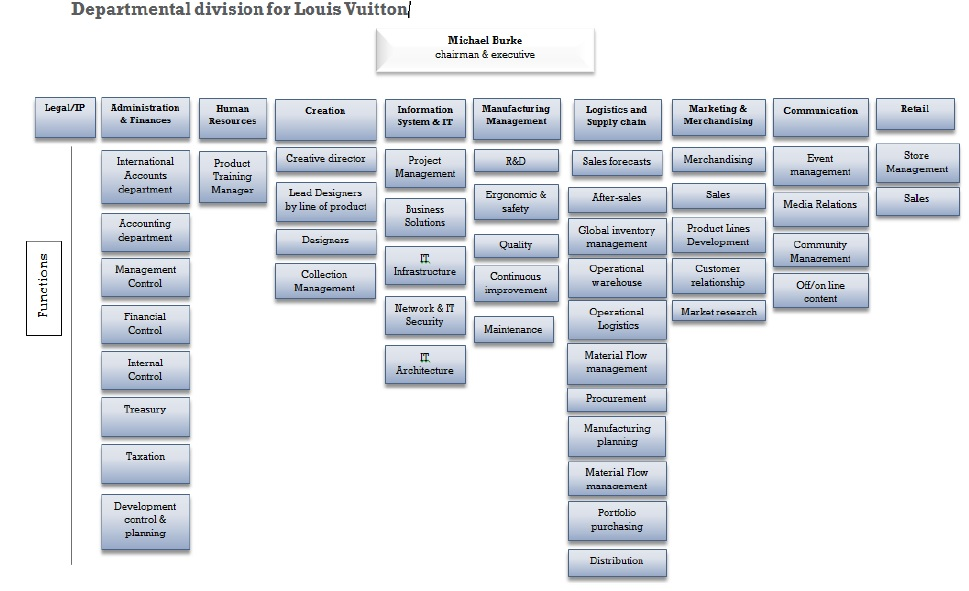 Departmental division for Louis Vuitton
Michael Burke
chairman & executive
Legal/IP
Administration
& Finances
Human
Resources
Creation
Information
System & IT
Manufacturing
Management
Logistics and
Supply chain
Marketing &
Merchandising
Communication
Retail
Functions
International
Accounts
department
Accounting
department
Management
Control
Financial
Control
Internal
Control
Treasury
Taxation
Development
control &
planning
Product
Training
Manager
Creative director
Lead Designers
by line of product
Designers
Collection
Management
Project
Management
Business
Solutions
IT
Infrastructure
Network & IT
Security
IT
Architecture
R&D
Ergonomic &
safety
Quality
Continuous
improvement
Maintenance
Sales forecasts
After-sales
Global inventory
management
Operational
warehouse
Operational
Logistics
Material Flow
management
Procurement
Manufacturing
planning
Material Flow
management
Portfolio
purchasing
Distribution
Merchandising
Sales
Product Lines
Development
Customer
relationship
Market research
Event
management
Media Relations
Community
Management
Off/on line
content
Store
Management
Sales